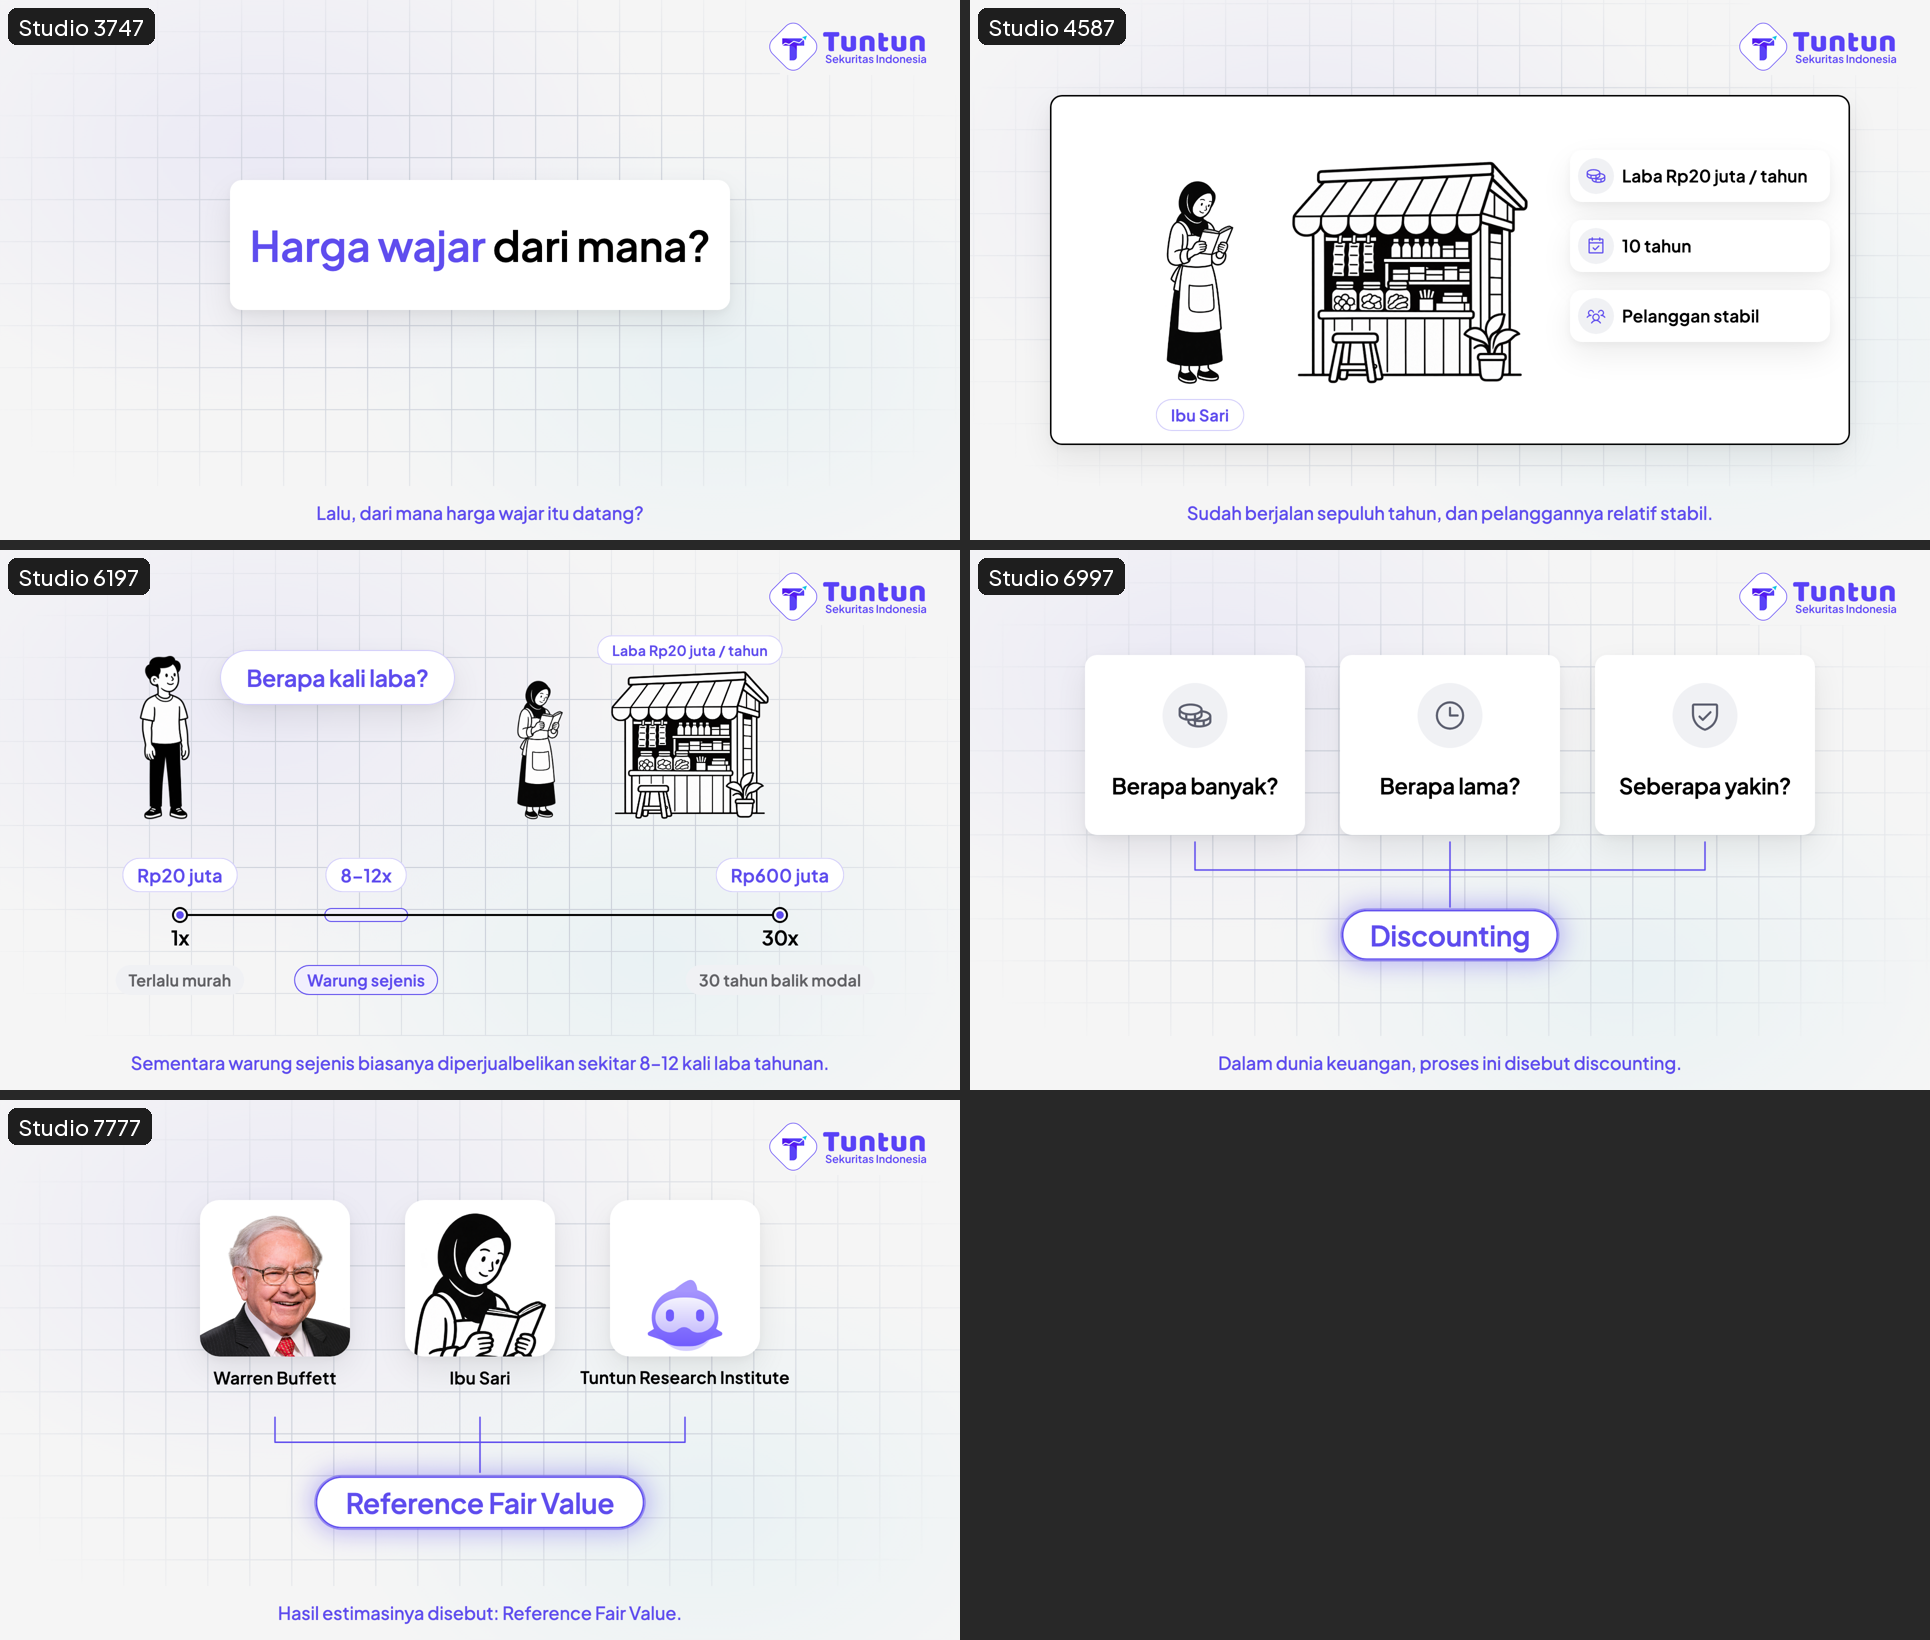 Studio 3747
Tuntun
Sekuritas Indonesia
Harga wajar dari mana?
Lalu, dari mana harga wajar itu datang?
Studio 4587
Tuntun
Sekuritas Indonesia
Laba Rp20 juta / tahun
10 tahun
Pelanggan stabil
Ibu Sari
Sudah berjalan sepuluh tahun, dan pelanggannya relatif stabil.
Studio 6197
Tuntun
Sekuritas Indonesia
Berapa kali laba?
Laba Rp20 juta / tahun
Rp20 juta
8–12x
Rp600 juta
1x
30x
Terlalu murah
Warung sejenis
30 tahun balik modal
Sementara warung sejenis biasanya diperjualbelikan sekitar 8–12 kali laba tahunan.
Studio 6997
Tuntun
Sekuritas Indonesia
Berapa banyak?
Berapa lama?
Seberapa yakin?
Discounting
Dalam dunia keuangan, proses ini disebut discounting.
Studio 7777
Tuntun
Sekuritas Indonesia
Warren Buffett
Ibu Sari
Tuntun Research Institute
Reference Fair Value
Hasil estimasinya disebut: Reference Fair Value.